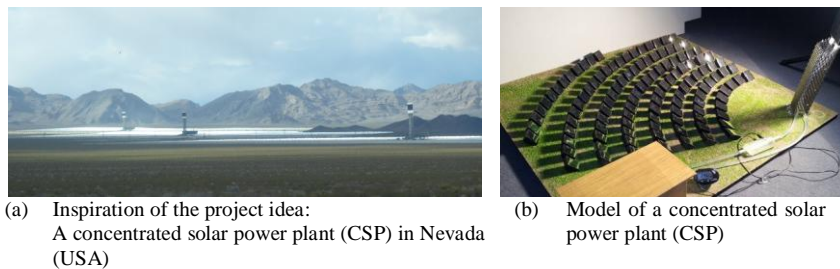 (a) Inspiration of the project idea:
A concentrated solar power plant (CSP) in Nevada
(USA)
(b) Model of a concentrated solar
power plant (CSP)